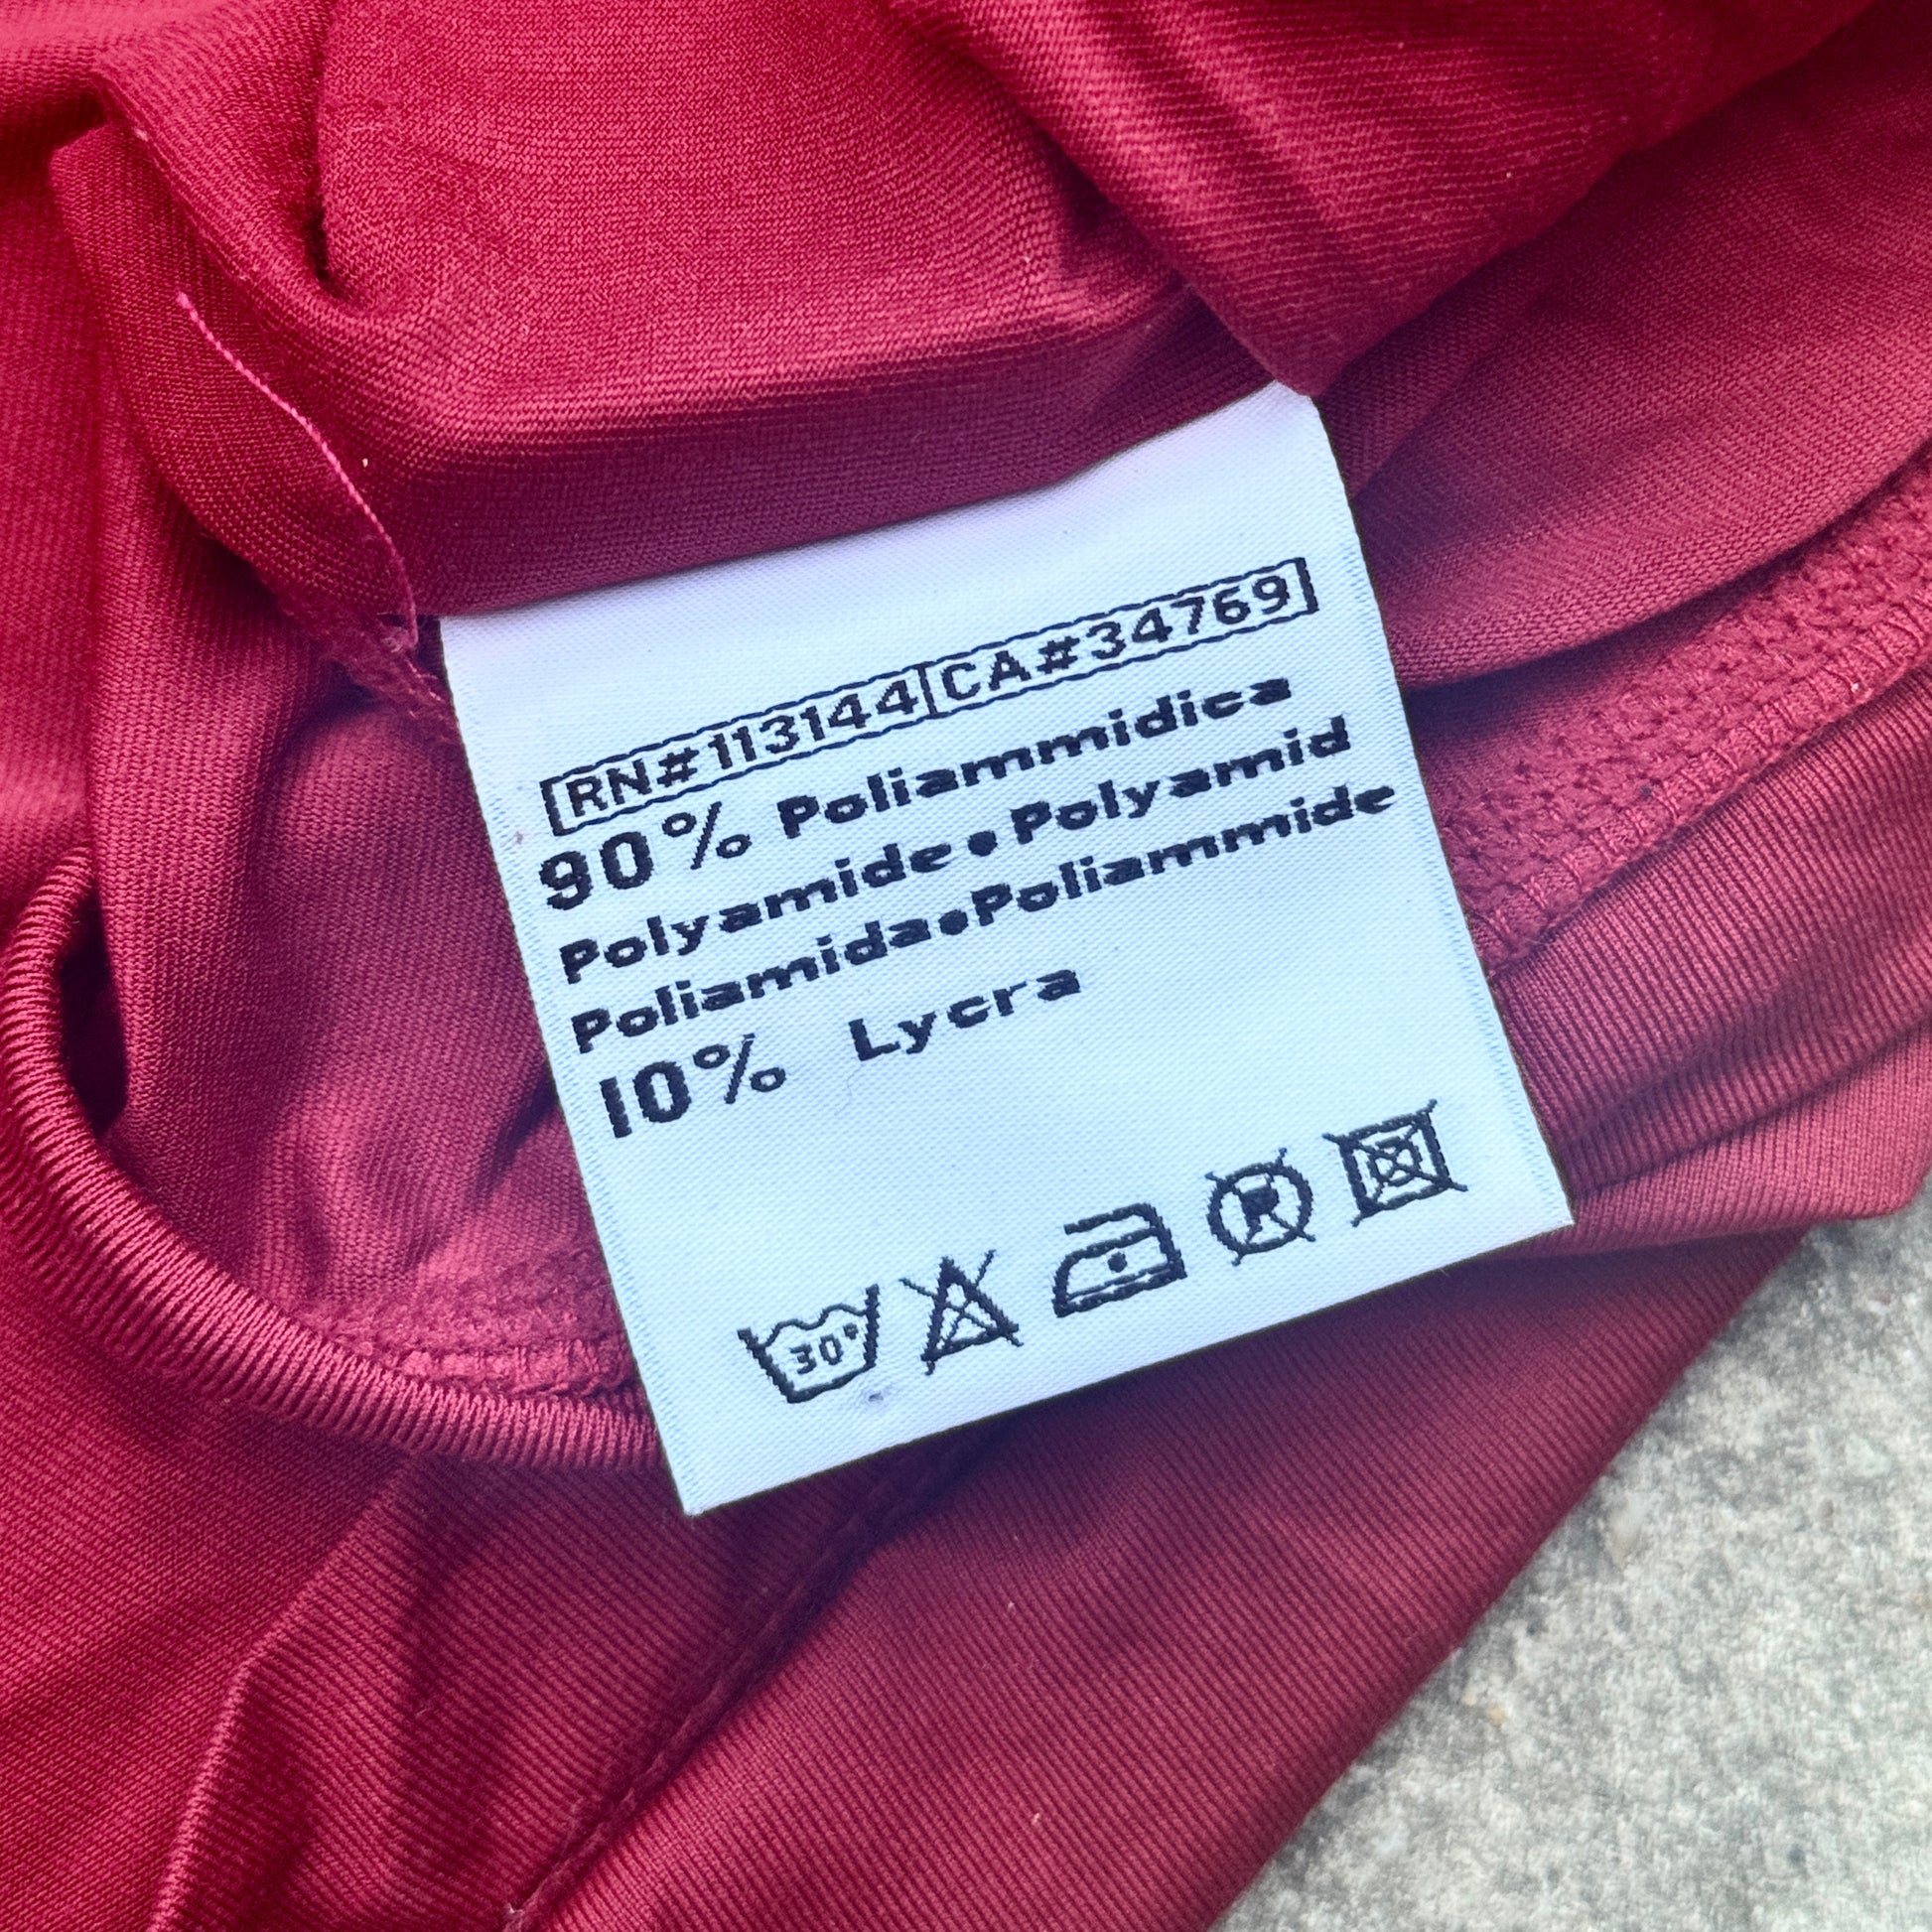 RN#113144 CA#34769
90% Poliammidica
Polyamide•Polyamid
Poliamida•Poliammide
10% Lycra
30°